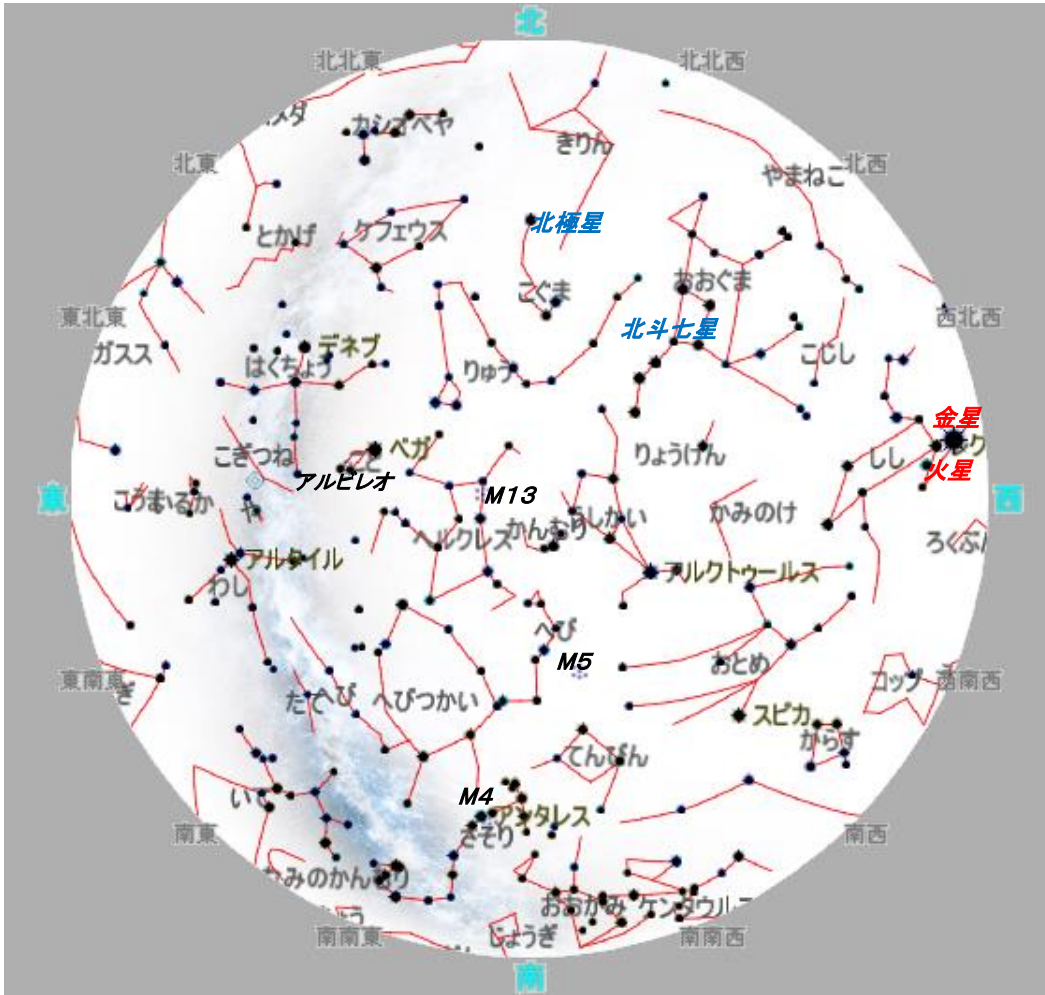 北
北北東
北北西
カシオペヤ
きりん
北東
北西
やまねこ
とかげ
ケフェウス
北極星
こぐま
おおぐま
東北東
西北西
北斗七星
デネブ
ガスス
はくちょう
りゅう
こじし
金星
ベガ
りょうけん
しし
火星
こぎつね
こと
アルビレオ
M13
東
西
こうま
いるか
や
ヘルクレス
かんむり
うしかい
かみのけ
アルタイル
アルクトゥールス
わし
へび
M5
おとめ
東南東
ぎ
コップ
西南西
たて
へび
へびつかい
スピカ
からす
てんびん
M4
いて
アンタレス
南東
さそり
南西
みのかんむり
おおかみ
ケンタウルス
南南東
じょうぎ
南南西
南